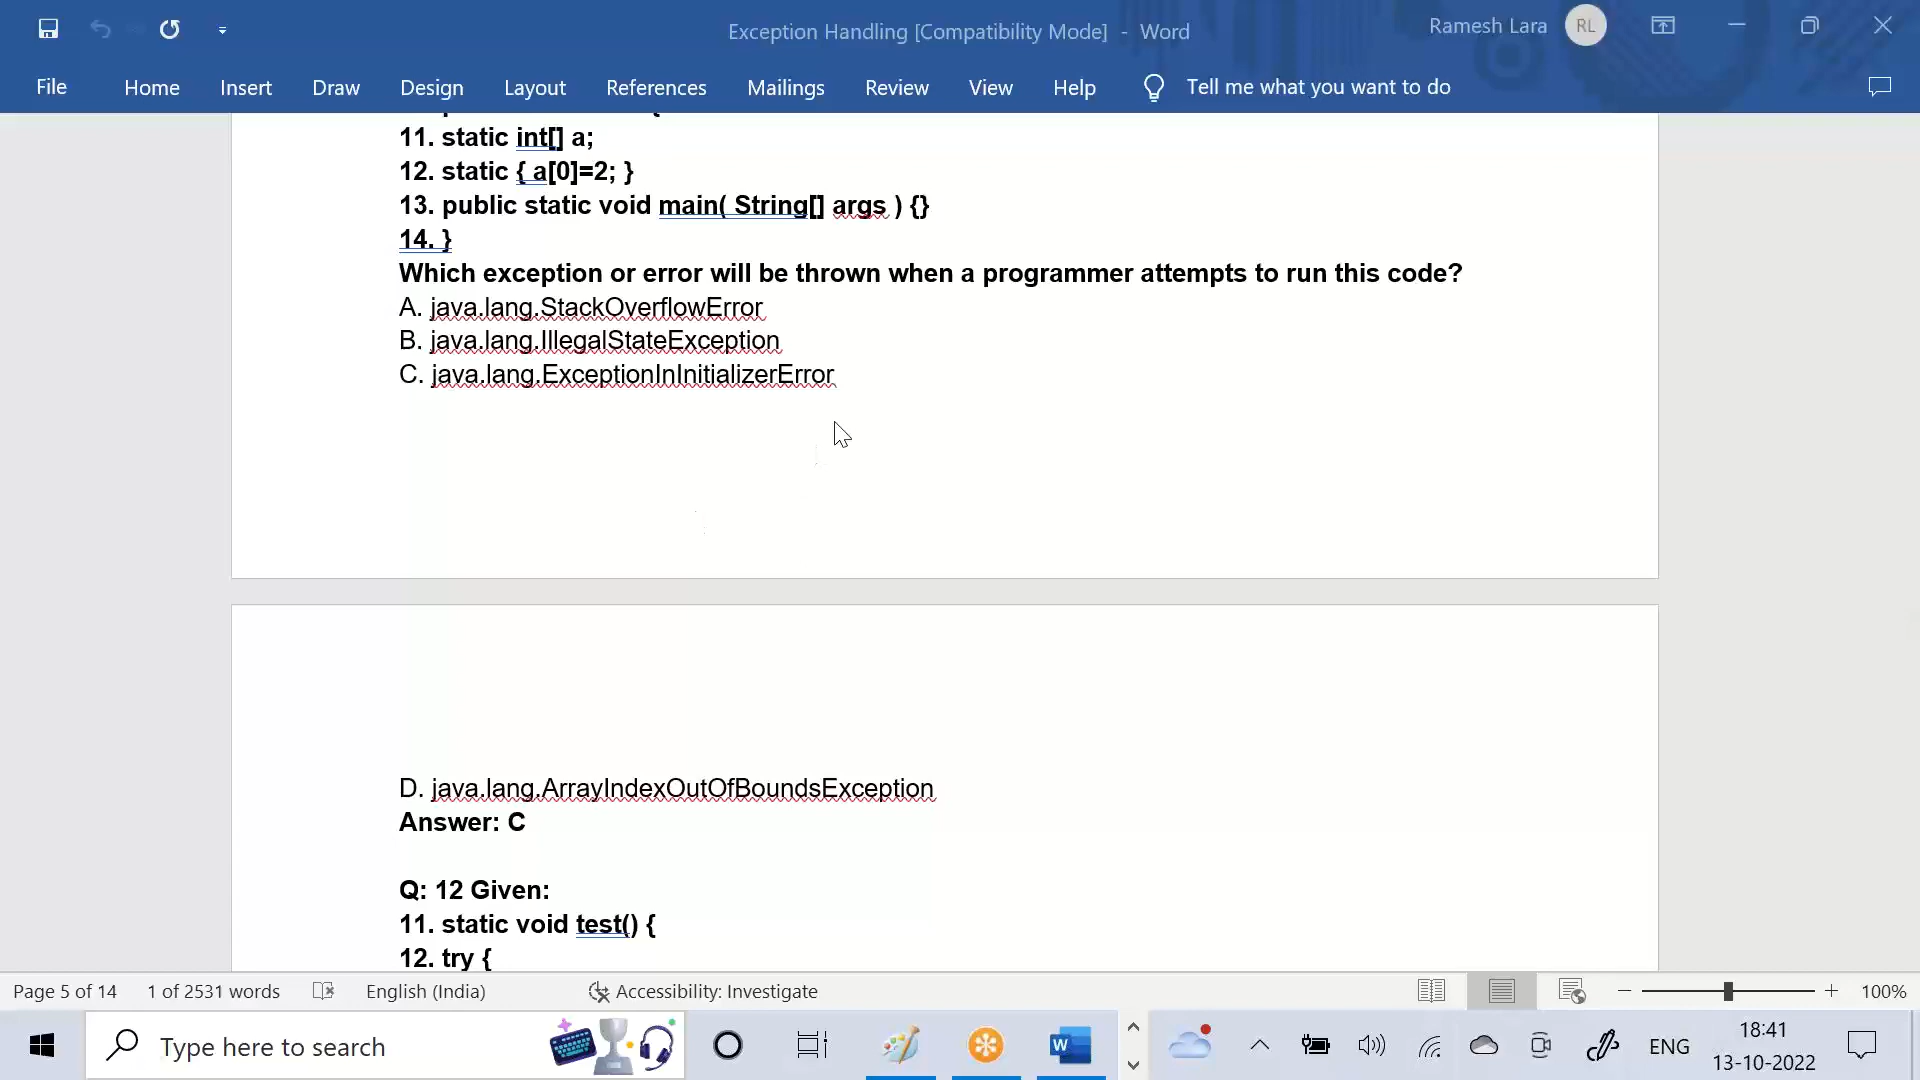 Exception Handling [Compatibility Mode] - Word
Ramesh Lara
RL
File
Home
Insert
Draw
Design
Layout
References
Mailings
Review
View
Help
Tell me what you want to do
11. static int[] a;
12. static { a[0]=2; }
13. public static void main( String[] args ) {}
14. }
Which exception or error will be thrown when a programmer attempts to run this code?
A. java.lang.StackOverflowError
B. java.lang.IllegalStateException
C. java.lang.ExceptionInInitializerError
D. java.lang.ArrayIndexOutOfBoundsException
Answer: C
Q: 12 Given:
11. static void test() {
12. try {
Page 5 of 14
1 of 2531 words
English (India)
Accessibility: Investigate
100%
Type here to search
W
ENG
18:41
13-10-2022